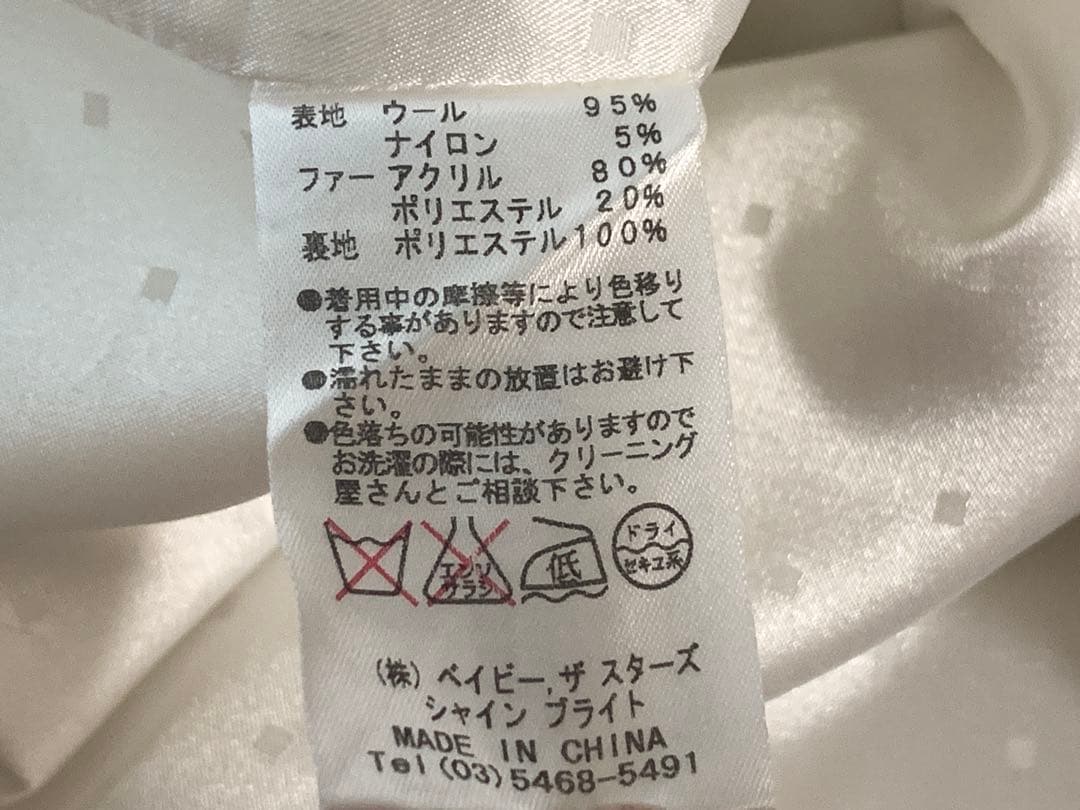 表地 ウール 95%
ナイロン 5%
ファー アクリル 80%
ポリエステル 20%
裏地 ポリエステル100%
●着用中の摩擦等により色移り
する事がありますので注意して
下さい。
●濡れたままの放置はお避け下
さい。
●色落ちの可能性がありますので
お洗濯の際には、クリーニング
屋さんとご相談下さい。
エンソ
サラシ
低
ドライ
セキユ系
(株) ベイビー,ザ スターズ
シャイン ブライト
MADE IN CHINA
Tel (03) 5468-5491